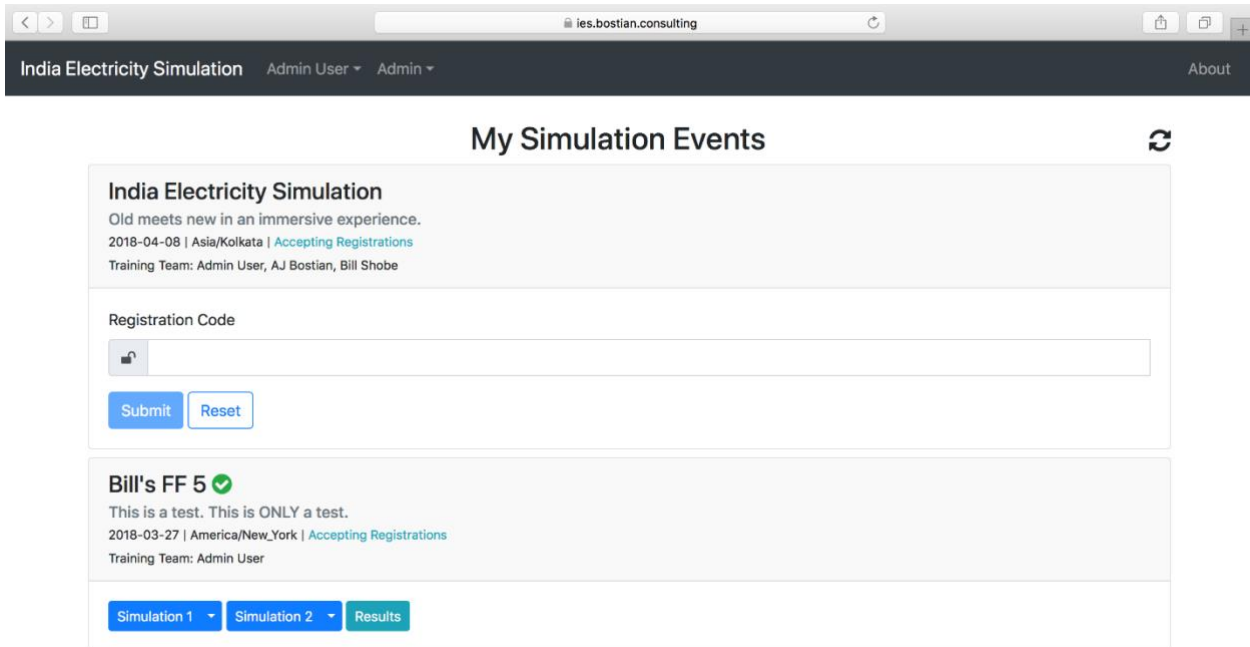 ies.bostian.consulting
India Electricity Simulation Admin User Admin About
My Simulation Events
India Electricity Simulation
Old meets new in an immersive experience.
2018-04-08 | Asia/Kolkata | Accepting Registrations
Training Team: Admin User, AJ Bostian, Bill Shobe
Registration Code
Submit Reset
Bill's FF 5
This is a test. This is ONLY a test.
2018-03-27 | America/New_York | Accepting Registrations
Training Team: Admin User
Simulation 1 Simulation 2 Results